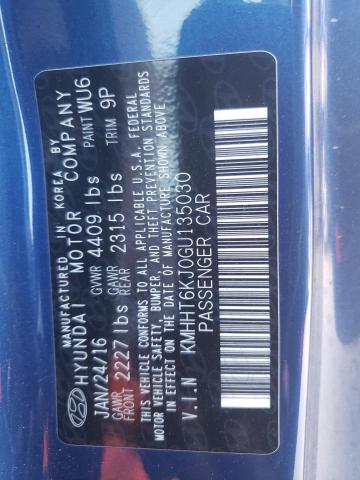 MANUFACTURED IN KOREA BY
HYUNDAI MOTOR COMPANY
JAN/24/16 GVWR 4409 lbs PAINT WU6
GAWR FRONT 2227 lbs GAWR REAR 2315 lbs TRIM 9P
THIS VEHICLE CONFORMS TO ALL APPLICABLE U.S.A. FEDERAL
MOTOR VEHICLE SAFETY, BUMPER, AND THEFT PREVENTION STANDARDS
IN EFFECT ON THE DATE OF MANUFACTURE SHOWN ABOVE
V.I.N KMHHT6KJ0GU135030
PASSENGER CAR